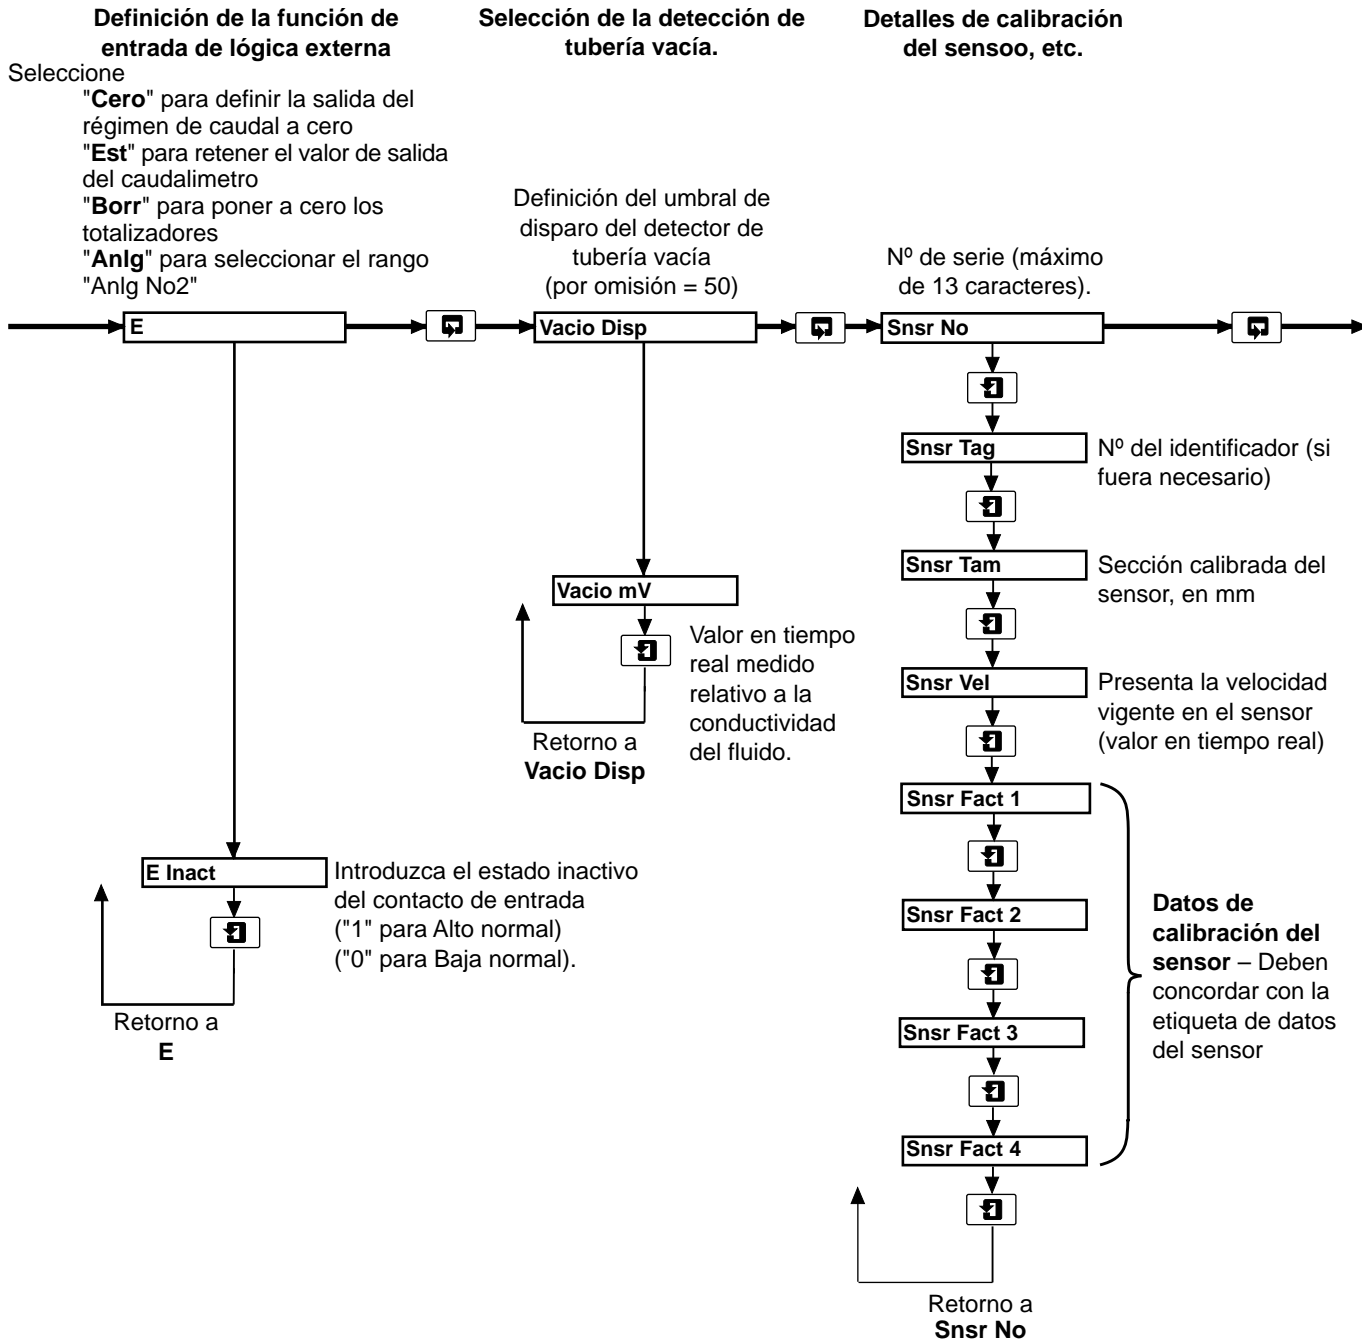 Definición de la función de
entrada de lógica externa
Seleccione
"Cero" para definir la salida del
régimen de caudal a cero
"Est" para retener el valor de salida
del caudalimetro
"Borr" para poner a cero los
totalizadores
"Anlg" para seleccionar el rango
"Anlg No2"
E
E Inact
Introduzca el estado inactivo
del contacto de entrada
("1" para Alto normal)
("0" para Baja normal).
Retorno a
E
Selección de la detección de
tubería vacía.
Definición del umbral de
disparo del detector de
tubería vacía
(por omisión = 50)
Vacio Disp
Vacio mV
Valor en tiempo
real medido
relativo a la
conductividad
del fluido.
Retorno a
Vacio Disp
Detalles de calibración
del sensoo, etc.
Nº de serie (máximo
de 13 caracteres).
Snsr No
Snsr Tag
Nº del identificador (si
fuera necesario)
Snsr Tam
Sección calibrada del
sensor, en mm
Snsr Vel
Presenta la velocidad
vigente en el sensor
(valor en tiempo real)
Snsr Fact 1
Snsr Fact 2
Snsr Fact 3
Snsr Fact 4
Datos de
calibración del
sensor – Deben
concordar con la
etiqueta de datos
del sensor
Retorno a
Snsr No